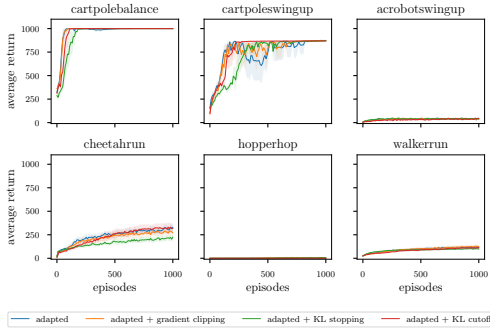 cartpolebalance cartpoleswingup acrobotswingup
average return
1000
750
500
250
0
cheetahrun hopperhop walkerrun
average return
1000
750
500
250
0
0 500 1000 0 500 1000 0 500 1000
episodes episodes episodes
adapted adapted + gradient clipping adapted + KL stopping adapted + KL cutoff